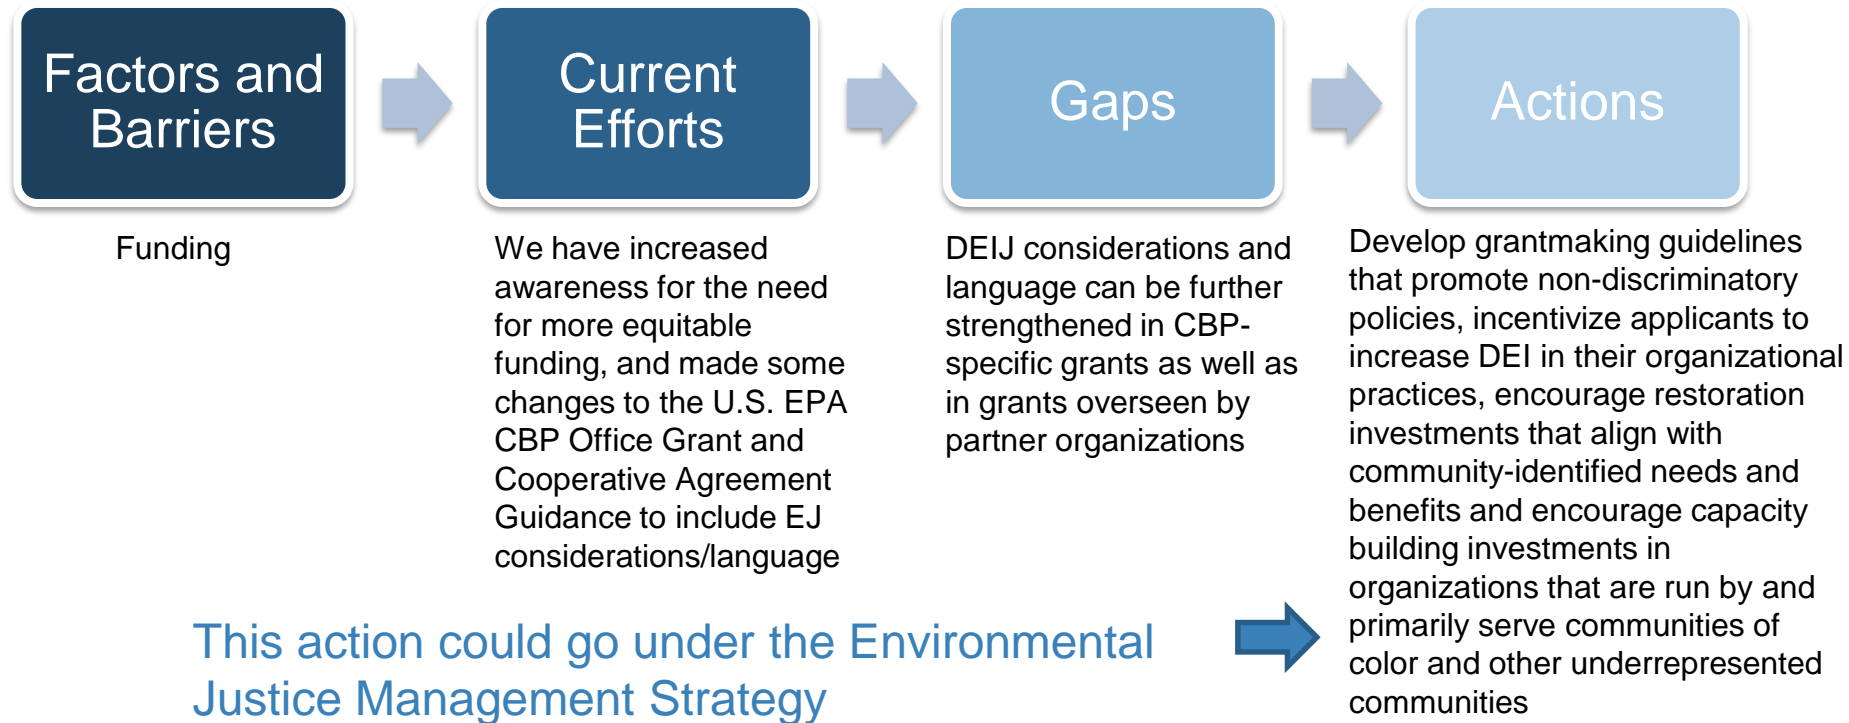 Factors and
Barriers
Current
Efforts
Gaps
Actions
Funding
We have increased
awareness for the need
for more equitable
funding, and made some
changes to the U.S. EPA
CBP Office Grant and
Cooperative Agreement
Guidance to include EJ
considerations/language
DEIJ considerations and
language can be further
strengthened in CBP-
specific grants as well as
in grants overseen by
partner organizations
Develop grantmaking guidelines
that promote non-discriminatory
policies, incentivize applicants to
increase DEI in their organizational
practices, encourage restoration
investments that align with
community-identified needs and
benefits and encourage capacity
building investments in
organizations that are run by and
primarily serve communities of
color and other underrepresented
communities
This action could go under the Environmental
Justice Management Strategy